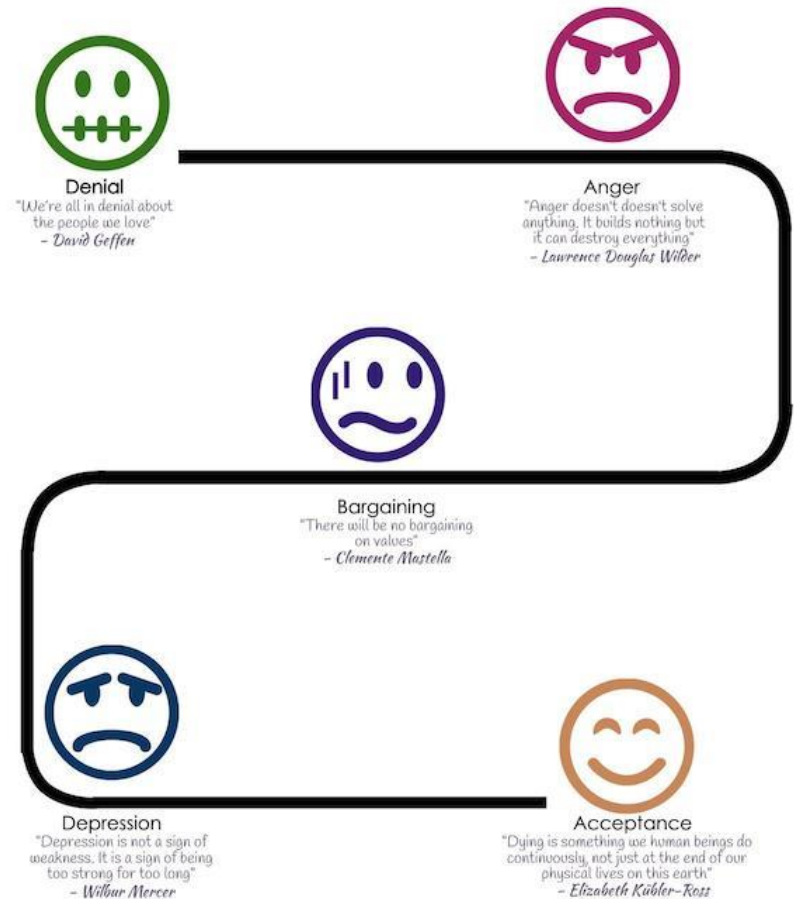 Denial
"We're all in denial about
the people we love"
- David Geffen
Anger
"Anger doesn't doesn't solve
anything. It builds nothing but
it can destroy everything"
- Lawrence Douglas Wilder
Bargaining
"There will be no bargaining
on values"
- Clemente Mastella
Depression
"Depression is not a sign of
weakness. It is a sign of being
too strong for too long"
- Wilbur Mercer
Acceptance
"Dying is something we human beings do
continuously, not just at the end of our
physical lives on this earth"
- Elizabeth Kübler-Ross